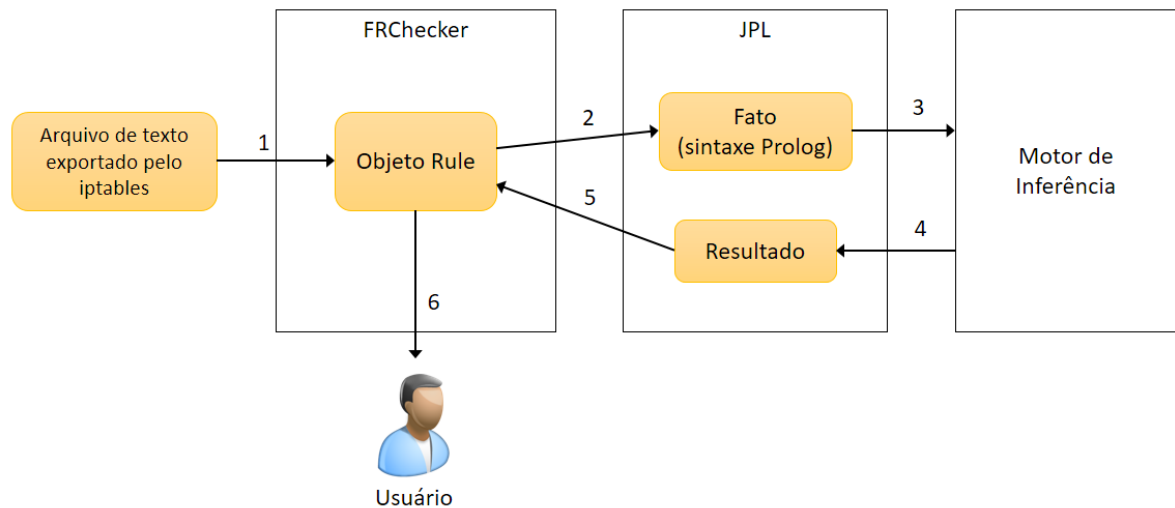 FRChecker
JPL
Arquivo de texto
exportado pelo
iptables
1
Objeto Rule
2
Fato
(sintaxe Prolog)
3
Motor de
Inferência
5
Resultado
4
6
Usuário